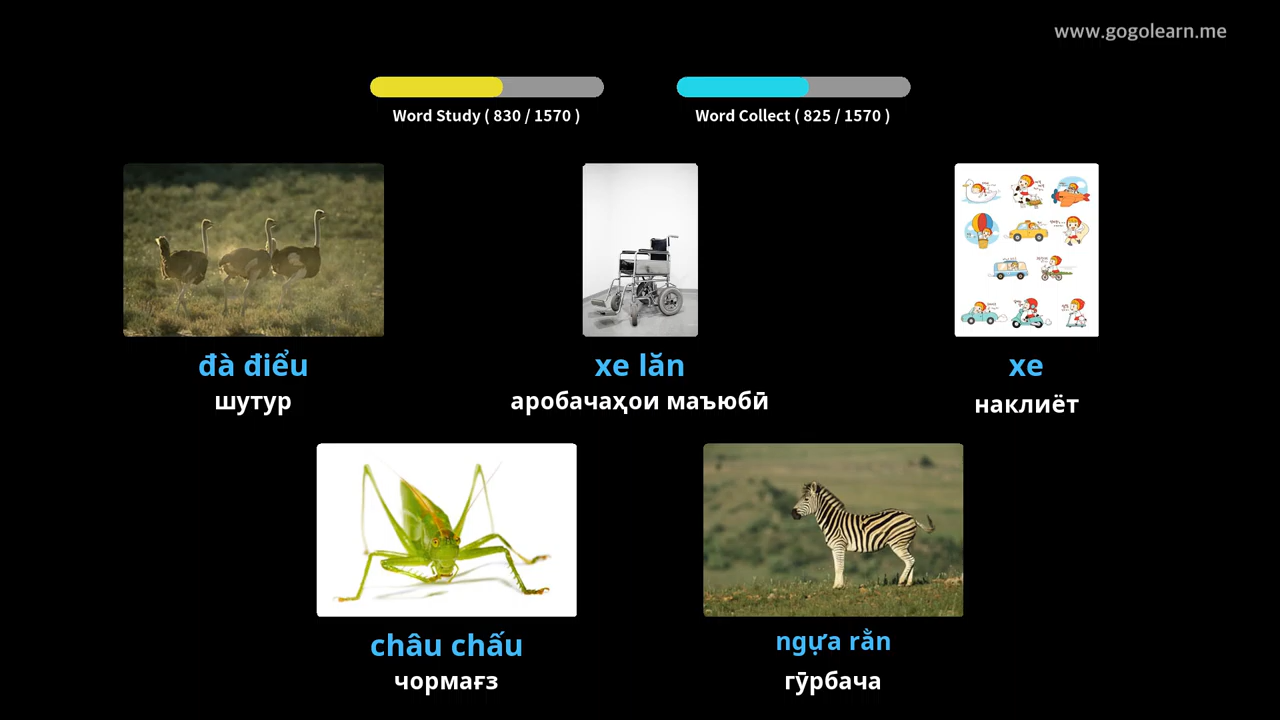 www.gogolearn.me
Word Study ( 830 / 1570 )
Word Collect ( 825 / 1570 )
đà điểu
шутур
xe lăn
аробачаҳои маъюбӣ
xe
наклиёт
châu chấu
чормағз
ngựa rằn
гӯрбача